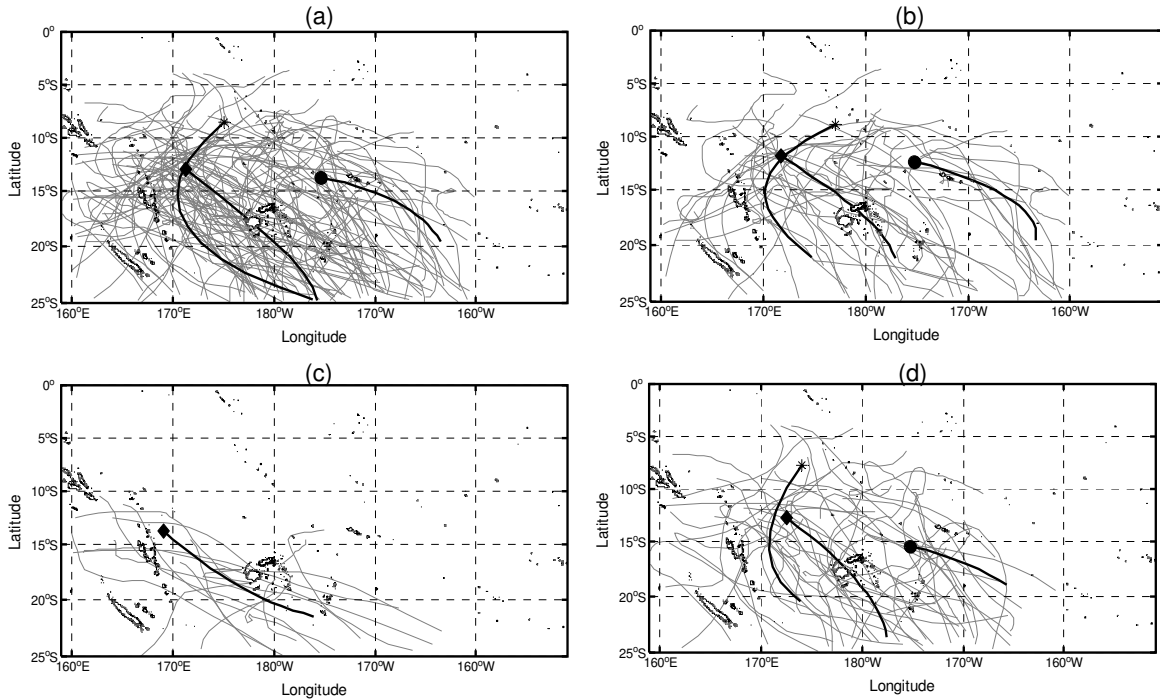 (a)
0°
5°S
10°S
15°S
20°S
25°S
Latitude
160°E
170°E
180°W
170°W
160°W
Longitude
(b)
0°
5°S
10°S
15°S
20°S
25°S
Latitude
160°E
170°E
180°W
170°W
160°W
Longitude
(c)
0°
5°S
10°S
15°S
20°S
25°S
Latitude
160°E
170°E
180°W
170°W
160°W
Longitude
(d)
0°
5°S
10°S
15°S
20°S
25°S
Latitude
160°E
170°E
180°W
170°W
160°W
Longitude